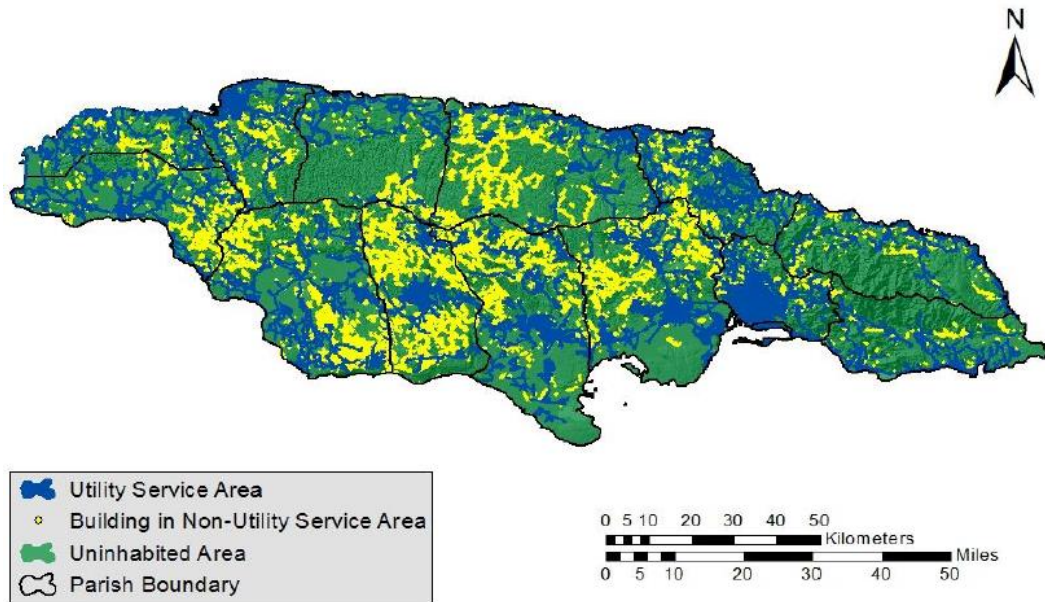 N
Utility Service Area
Building in Non-Utility Service Area
Uninhabited Area
Parish Boundary
0 5 10 20 30 40 50
Kilometers
Miles
0 5 10 20 30 40 50